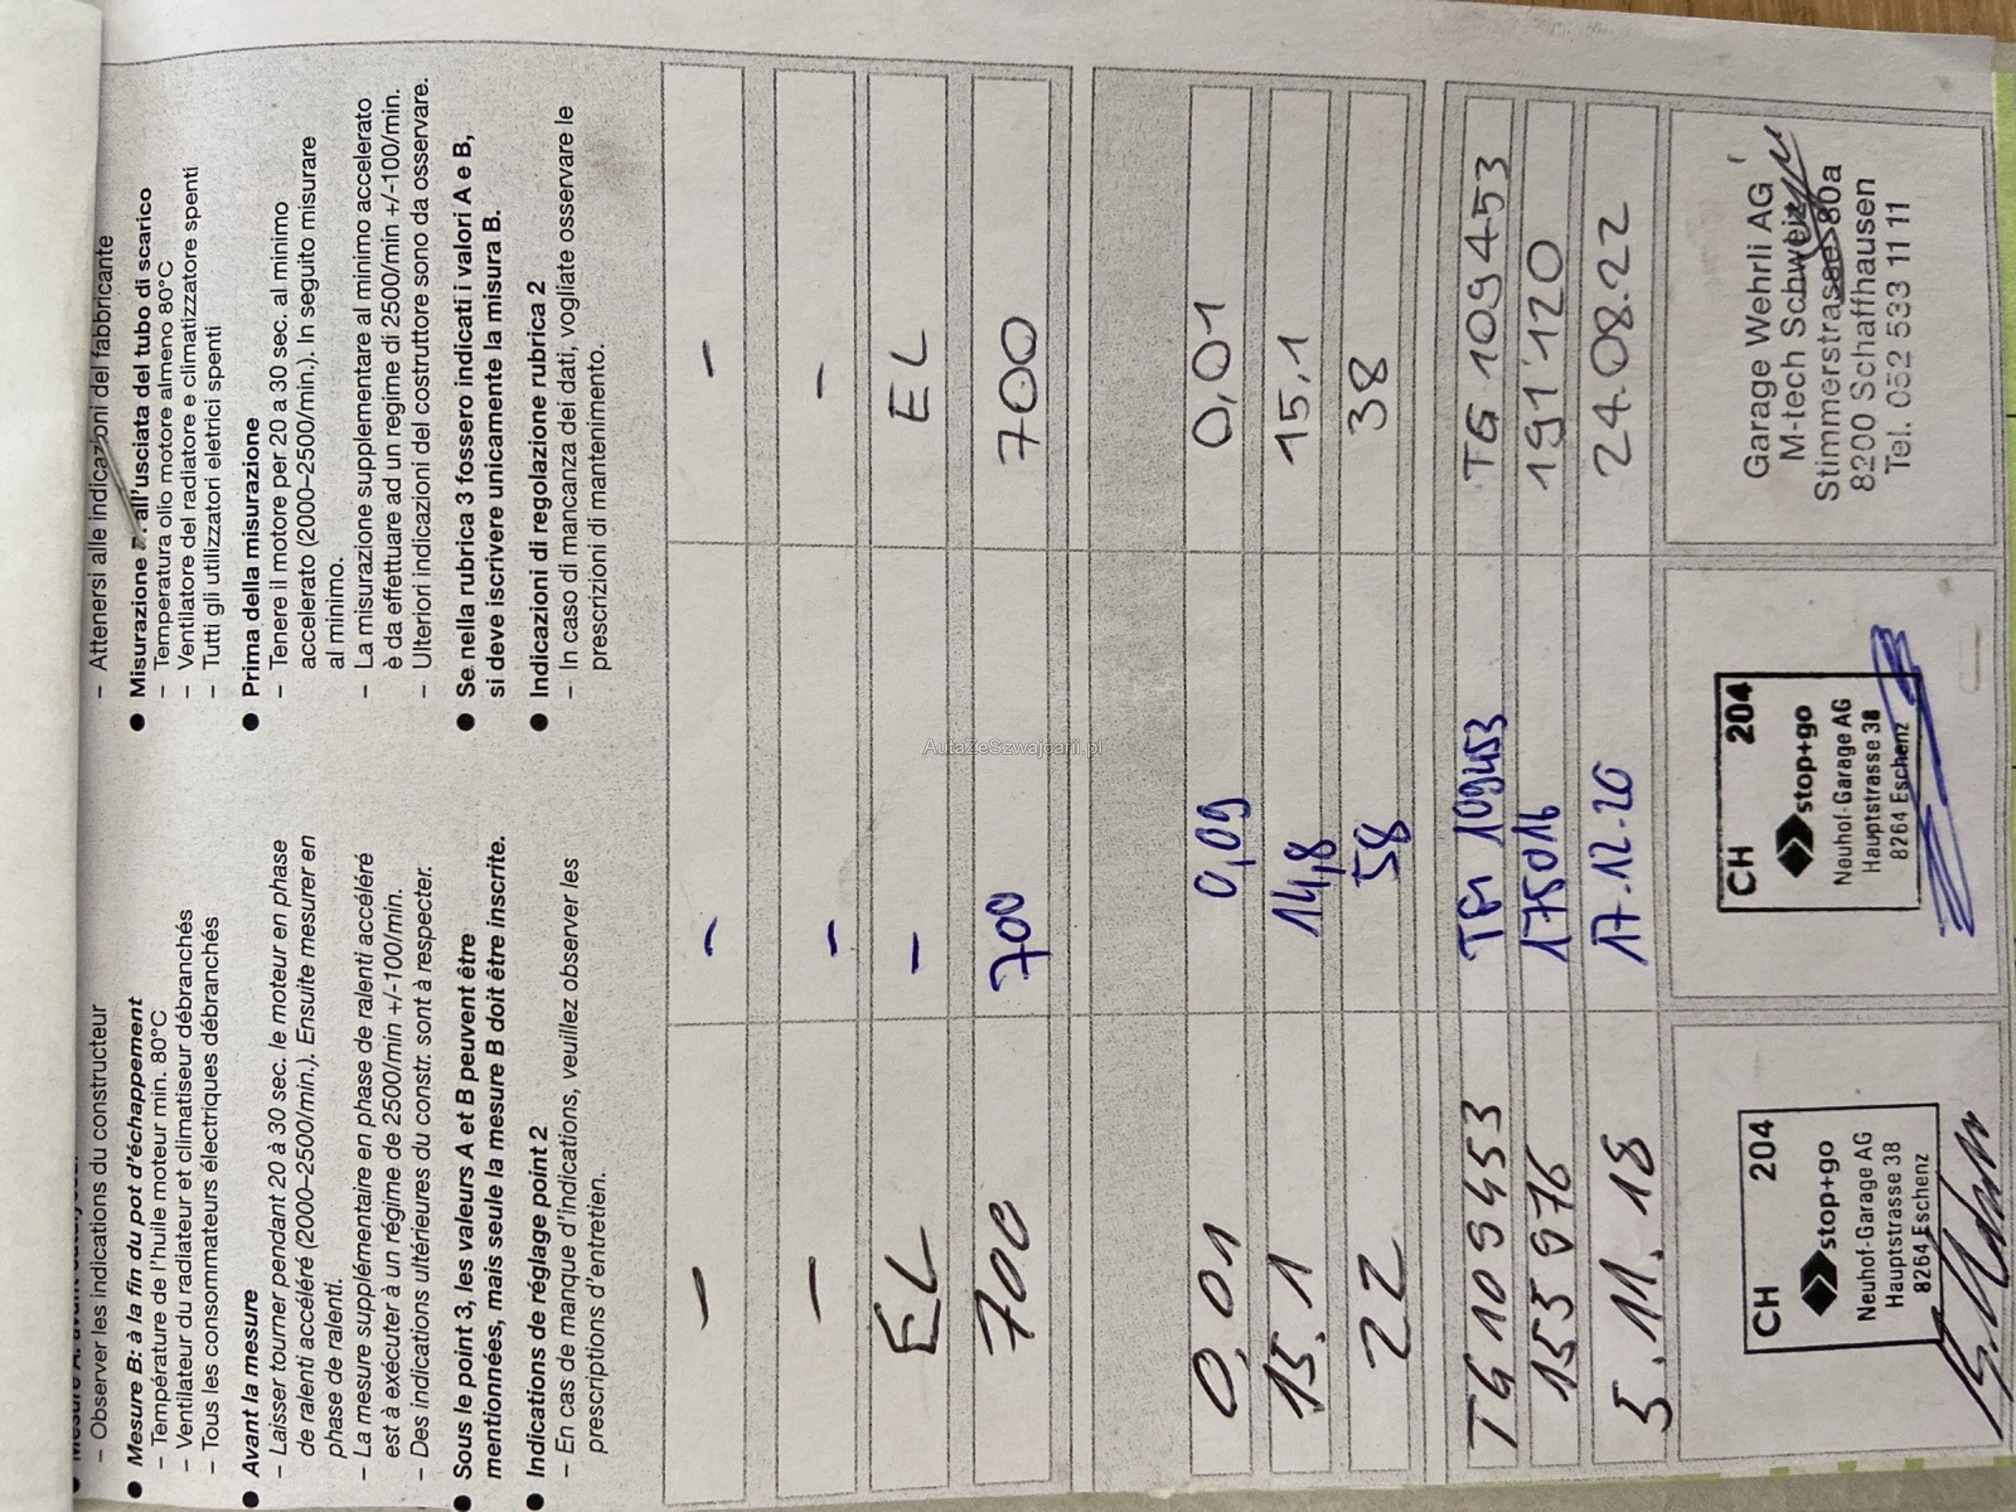 – Observer les indications du constructeur
● Mesure B: à la fin du pot d'échappement
– Température de l'huile moteur min. 80°C
– Ventilateur du radiateur et climatiseur débranchés
– Tous les consommateurs électriques débranchés
● Avant la mesure
– Laisser tourner pendant 20 à 30 sec. le moteur en phase
de ralenti accéléré (2000–2500/min.). Ensuite mesurer en
phase de ralenti.
– La mesure supplémentaire en phase de ralenti accéléré
est à exécuter à un régime de 2500/min +/-100/min.
– Des indications ultérieures du constr. sont à respecter.
● Sous le point 3, les valeurs A et B peuvent être
mentionnées, mais seule la mesure B doit être inscrite.
● Indications de réglage point 2
– En cas de manque d'indications, veuillez observer les
prescriptions d'entretien.
– Attenersi alle indicazioni del fabbricante
● Misurazione all'usciata del tubo di scarico
– Temperatura olio motore almeno 80°C
– Ventilatore del radiatore e climatizzatore spenti
– Tutti gli utilizzatori eletrici spenti
● Prima della misurazione
– Tenere il motore per 20 a 30 sec. al minimo
accelerato (2000–2500/min.). In seguito misurare
al minimo.
– La misurazione supplementare al minimo accelerato
è da effettuare ad un regime di 2500/min +/-100/min.
– Ulteriori indicazioni del costruttore sono da osservare.
● Se nella rubrica 3 fossero indicati i valori A e B,
si deve iscrivere unicamente la misura B.
● Indicazioni di regolazione rubrica 2
– In caso di mancanza dei dati, vogliate osservare le
prescrizioni di mantenimento.
– – –
– – –
EL – EL
700 700 700
0,01 0,09 0,01
15.1 14,8 15,1
22 58 38
TG 109453 TG 109453 TG 109453
155976 175016 191'120
5.11.18 17.12.20 24.08.22
CH 204
stop+go
Neuhof-Garage AG
Hauptstrasse 38
8264 Eschenz
CH 204
stop+go
Neuhof-Garage AG
Hauptstrasse 38
8264 Eschenz
Garage Wehrli AG
M-tech Schweiz
Stimmerstrasse 80a
8200 Schaffhausen
Tel. 052 533 11 11
AutaZeSzwajcarii.pl